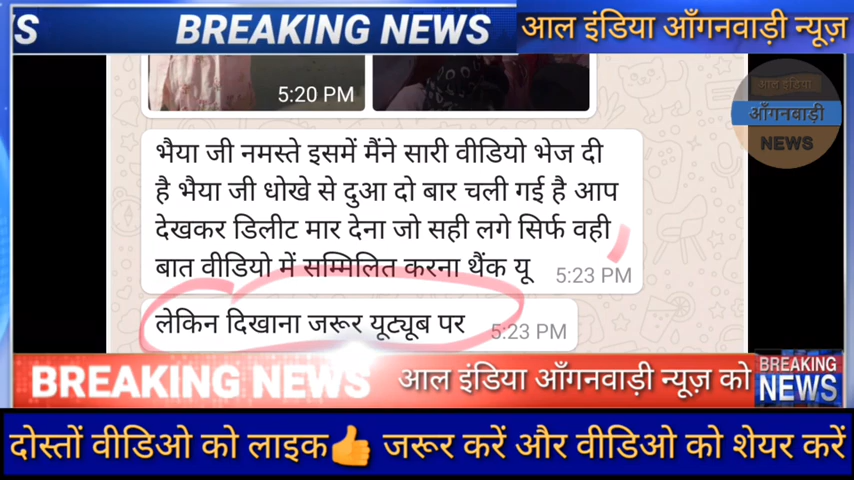 S BREAKING NEWS आल इंडिया आँगनवाड़ी न्यूज़
आल इंडिया
आँगनवाड़ी
NEWS
5:20 PM
भैया जी नमस्ते इसमें मैंने सारी वीडियो भेज दी
है भैया जी धोखे से दुआ दो बार चली गई है आप
देखकर डिलीट मार देना जो सही लगे सिर्फ वही
बात वीडियो में सम्मिलित करना थैंक यू 5:23 PM
लेकिन दिखाना जरूर यूट्यूब पर 5:23 PM
BREAKING NEWS आल इंडिया आँगनवाड़ी न्यूज़ को
BREAKING
NEWS
दोस्तों वीडिओ को लाइक👍 जरूर करें और वीडिओ को शेयर करें